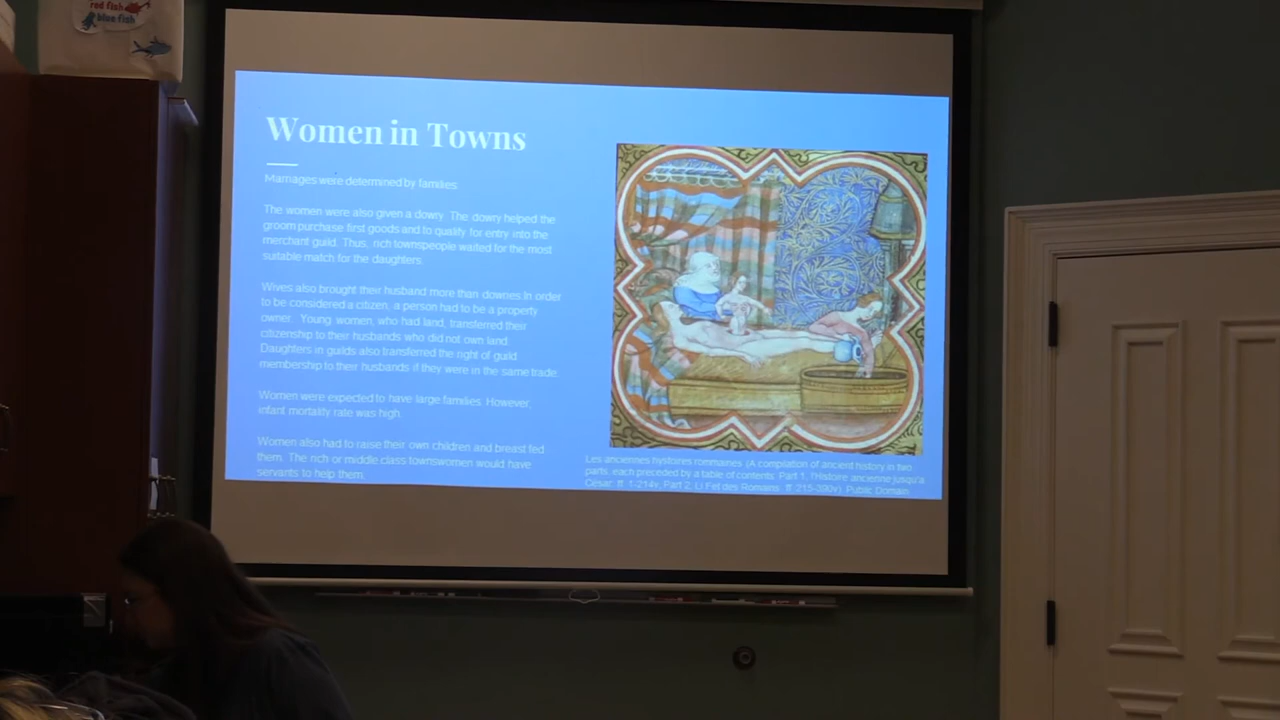 red fish
blue fish
Women in Towns
Marriages were determined by families.
The women were also given a dowry. The dowry helped the
groom purchase first goods and to qualify for entry into the
merchant guild. Thus, rich townspeople waited for the most
suitable match for the daughters.
Wives also brought their husband more than dowries.In order
to be considered a citizen, a person had to be a property
owner. Young women, who had land, transferred their
citizenship to their husbands who did not own land.
Daughters in guilds also transferred the right of guild
membership to their husbands if they were in the same trade.
Women were expected to have large families. However,
infant mortality rate was high.
Women also had to raise their own children and breast fed
them. The rich or middle class townswomen would have
servants to help them.
Les anciennes hystoires rommaines (A compilation of ancient history in two
parts, each preceded by a table of contents: Part 1, l'Histoire ancienne jusqu'a
César: ff. 1-214v; Part 2, Li Fet des Romains: ff. 215-390v). Public Domain